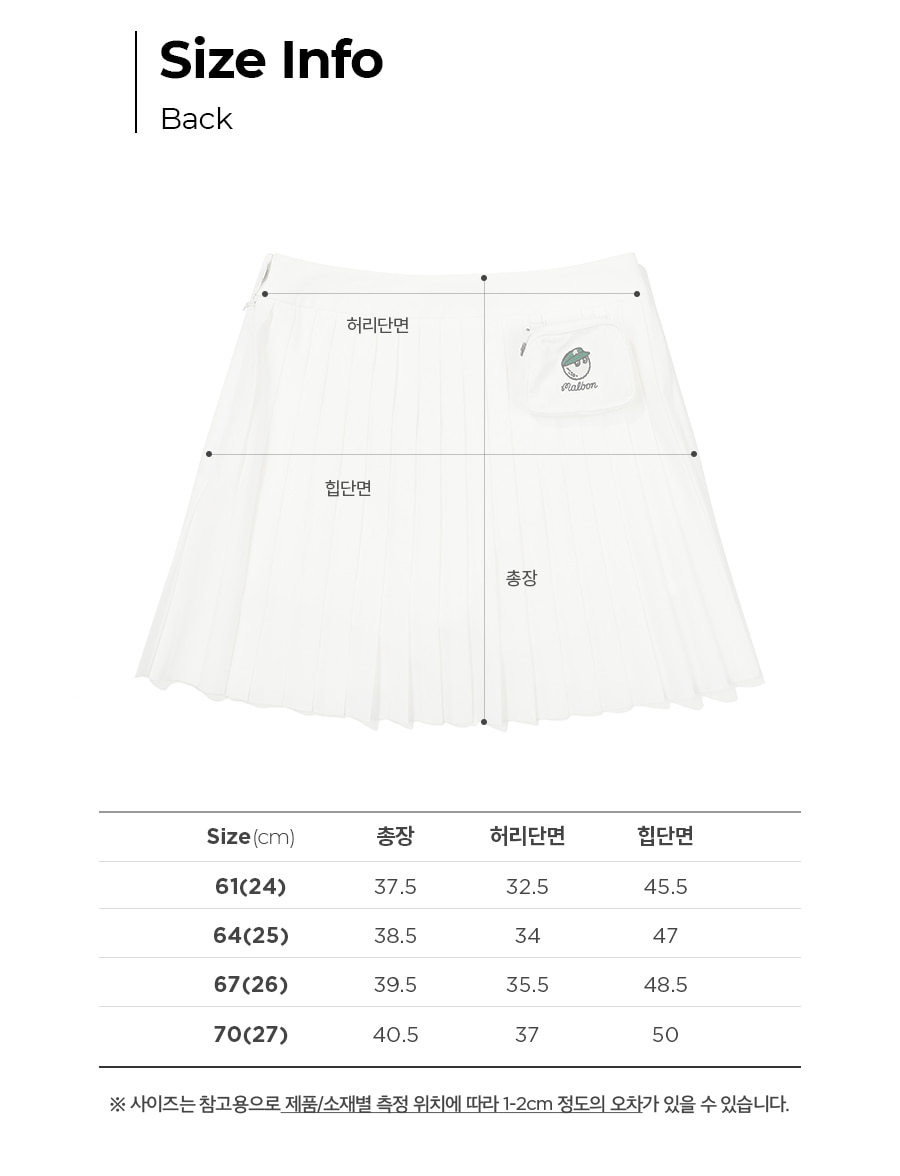 Size Info
Back
허리단면
Malbon
힙단면
총장
Size(cm) 총장 허리단면 힙단면
61(24) 37.5 32.5 45.5
64(25) 38.5 34 47
67(26) 39.5 35.5 48.5
70(27) 40.5 37 50
※ 사이즈는 참고용으로 제품/소재별 측정 위치에 따라 1-2cm 정도의 오차가 있을 수 있습니다.